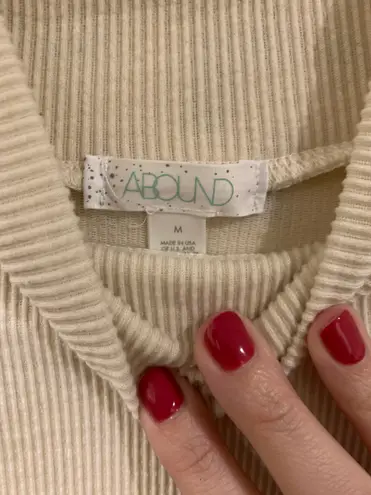 ABOUND
M
MADE IN USA
OF U.S. AND